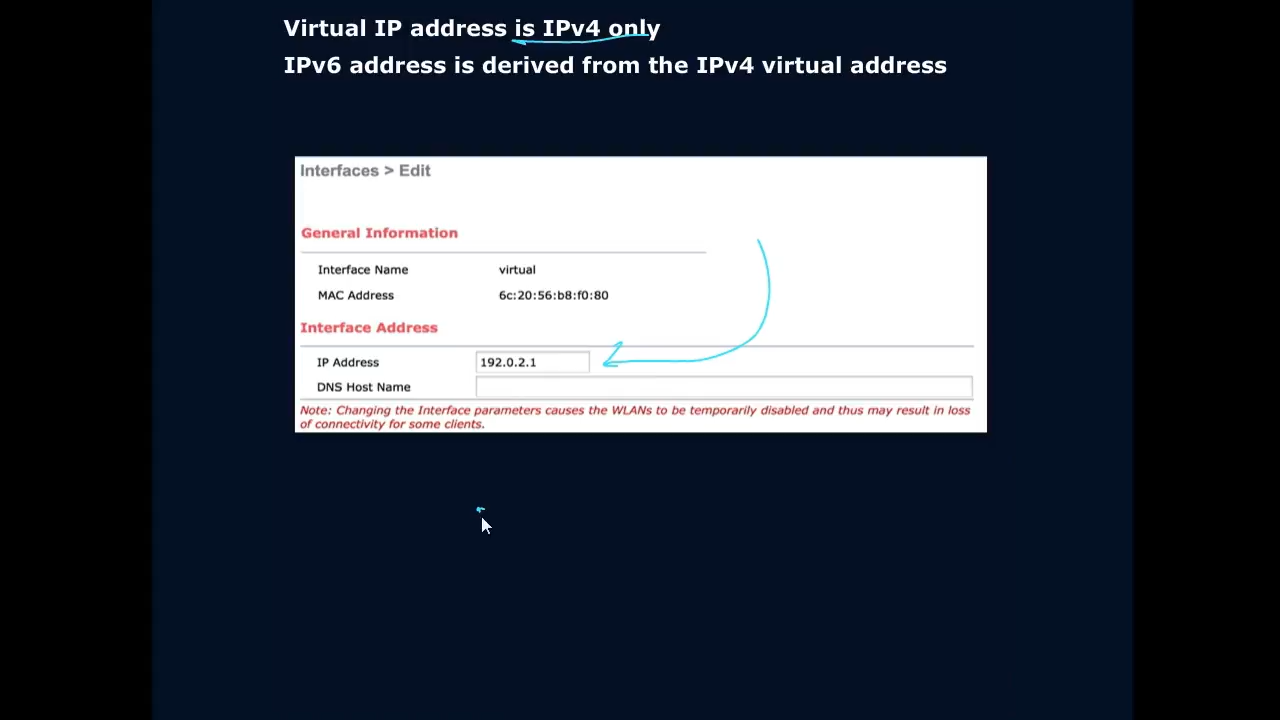 Virtual IP address is IPv4 only
IPv6 address is derived from the IPv4 virtual address
Interfaces > Edit
General Information
Interface Name virtual
MAC Address 6c:20:56:b8:f0:80
Interface Address
IP Address 192.0.2.1
DNS Host Name
Note: Changing the Interface parameters causes the WLANs to be temporarily disabled and thus may result in loss
of connectivity for some clients.